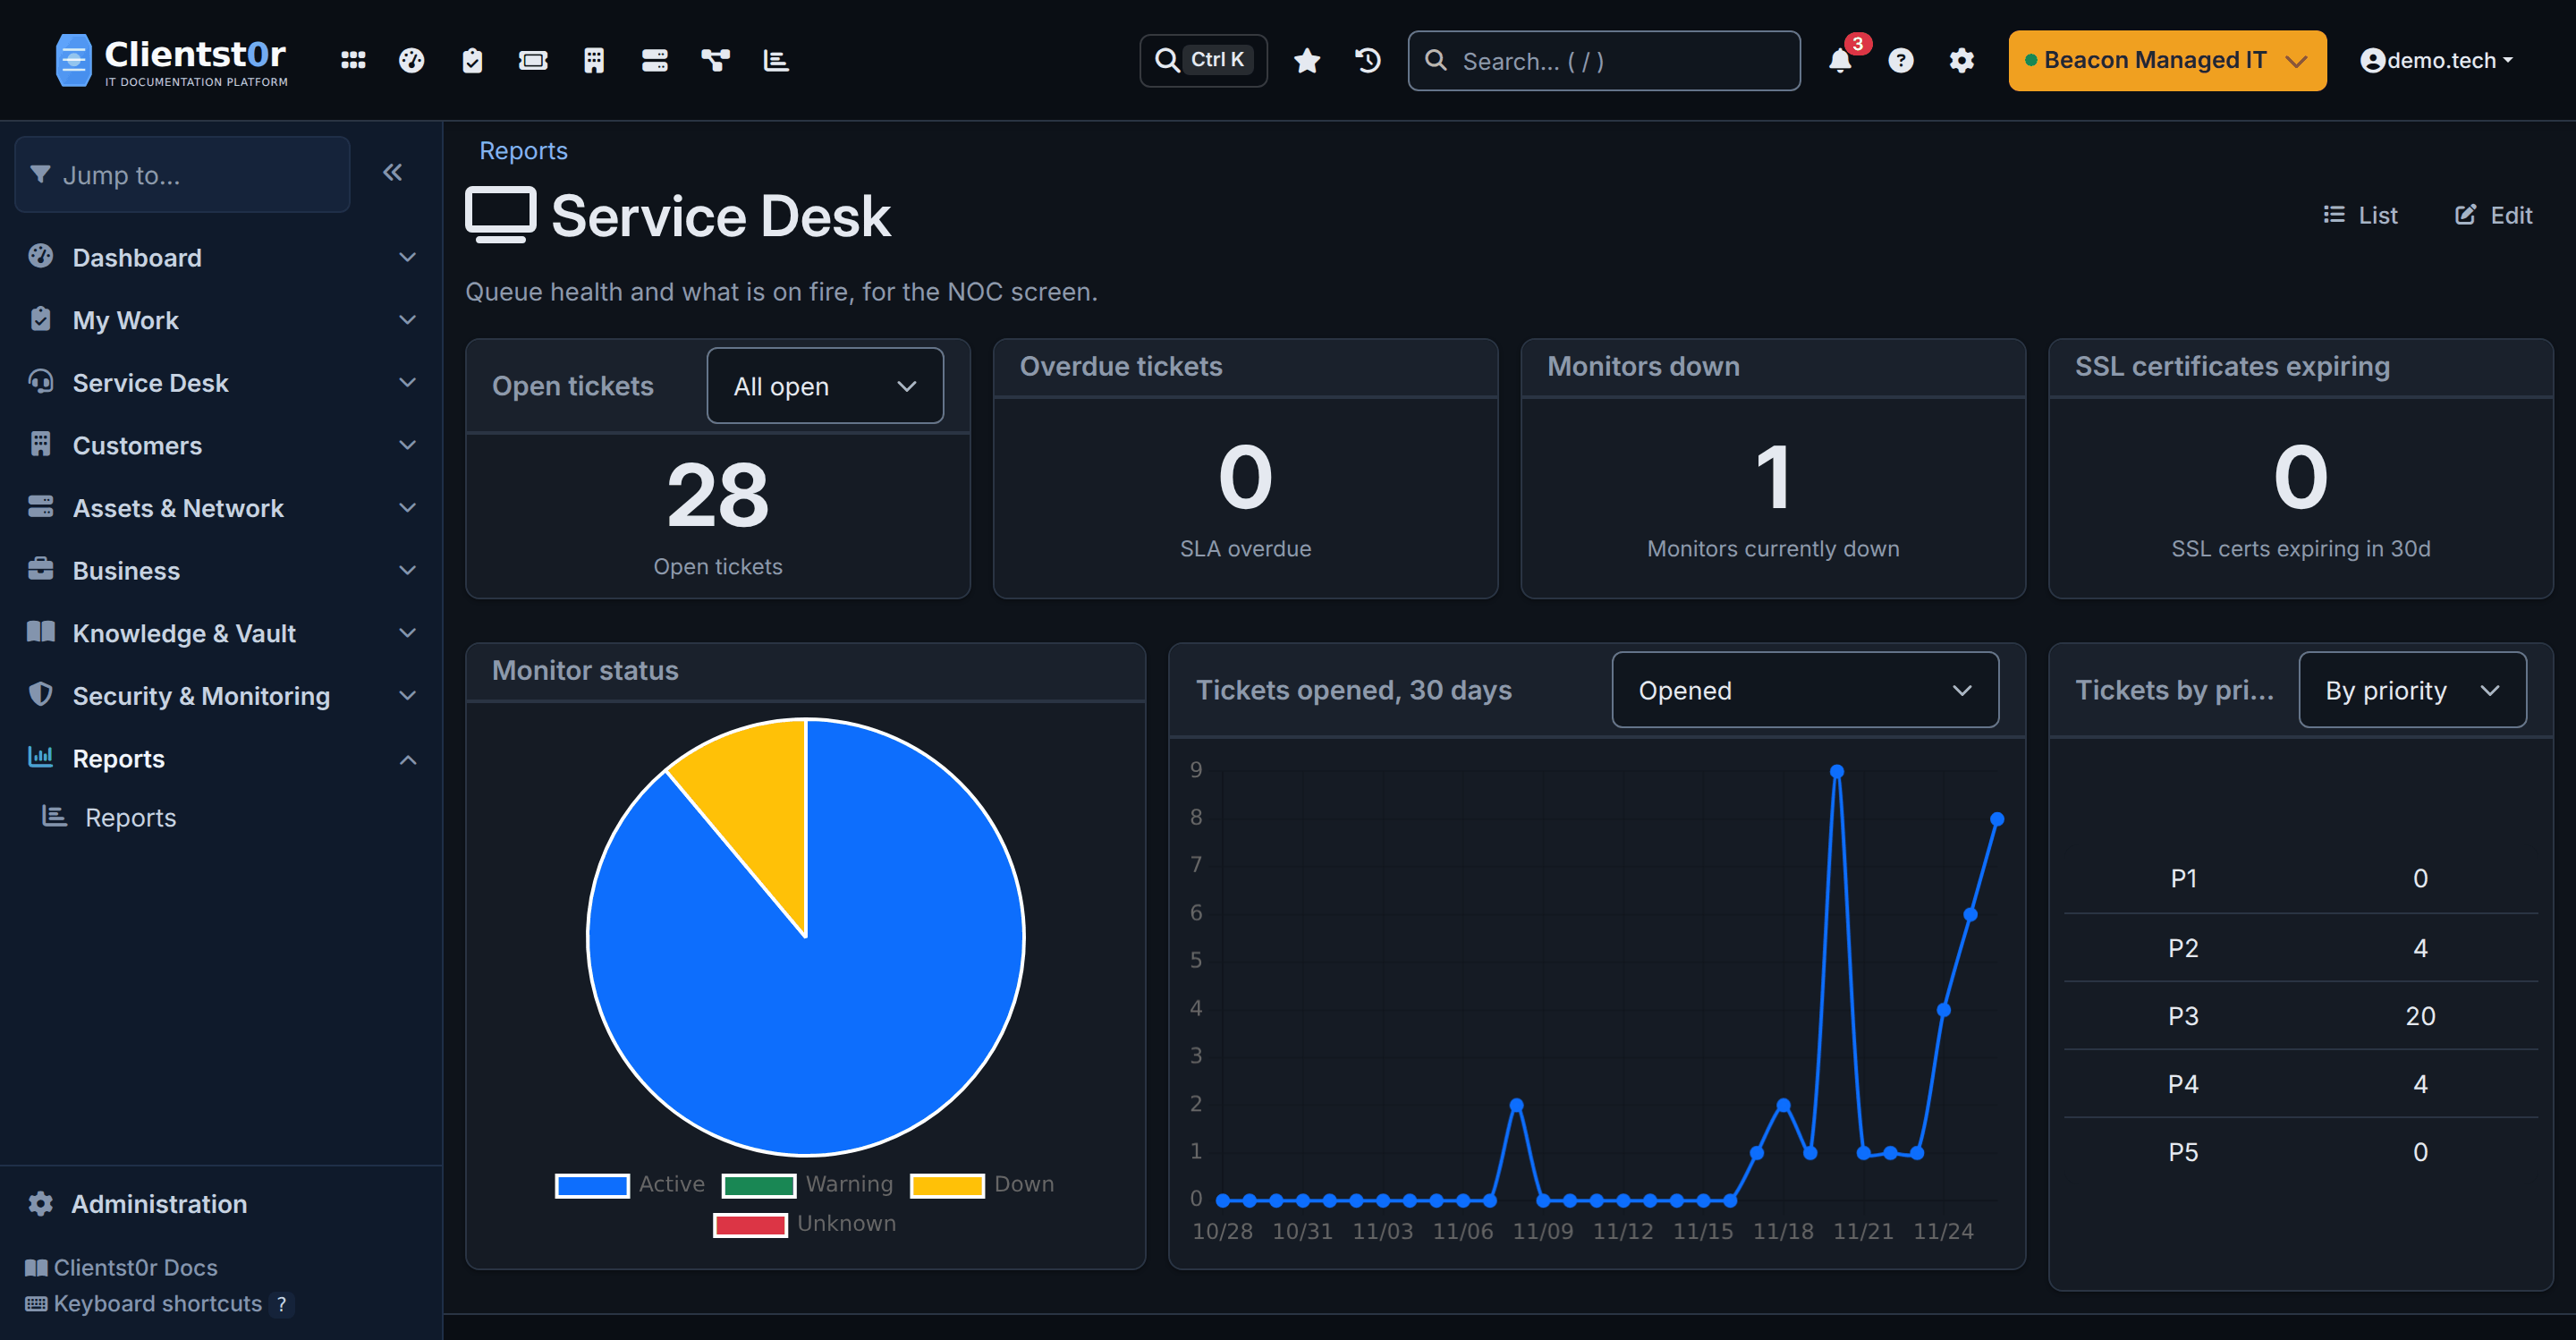 Clientst0r
IT DOCUMENTATION PLATFORM
Ctrl K
Search... ( / )
3
Beacon Managed IT
demo.tech
Jump to...
Dashboard
My Work
Service Desk
Customers
Assets & Network
Business
Knowledge & Vault
Security & Monitoring
Reports
Reports
Administration
Clientst0r Docs
Keyboard shortcuts ?
Reports
Service Desk
List
Edit
Queue health and what is on fire, for the NOC screen.
Open tickets
All open
28
Open tickets
Overdue tickets
0
SLA overdue
Monitors down
1
Monitors currently down
SSL certificates expiring
0
SSL certs expiring in 30d
Monitor status
Active Warning Down
Unknown
Tickets opened, 30 days
Opened
9
8
7
6
5
4
3
2
1
0
10/28 10/31 11/03 11/06 11/09 11/12 11/15 11/18 11/21 11/24
Tickets by pri...
By priority
P1 0
P2 4
P3 20
P4 4
P5 0